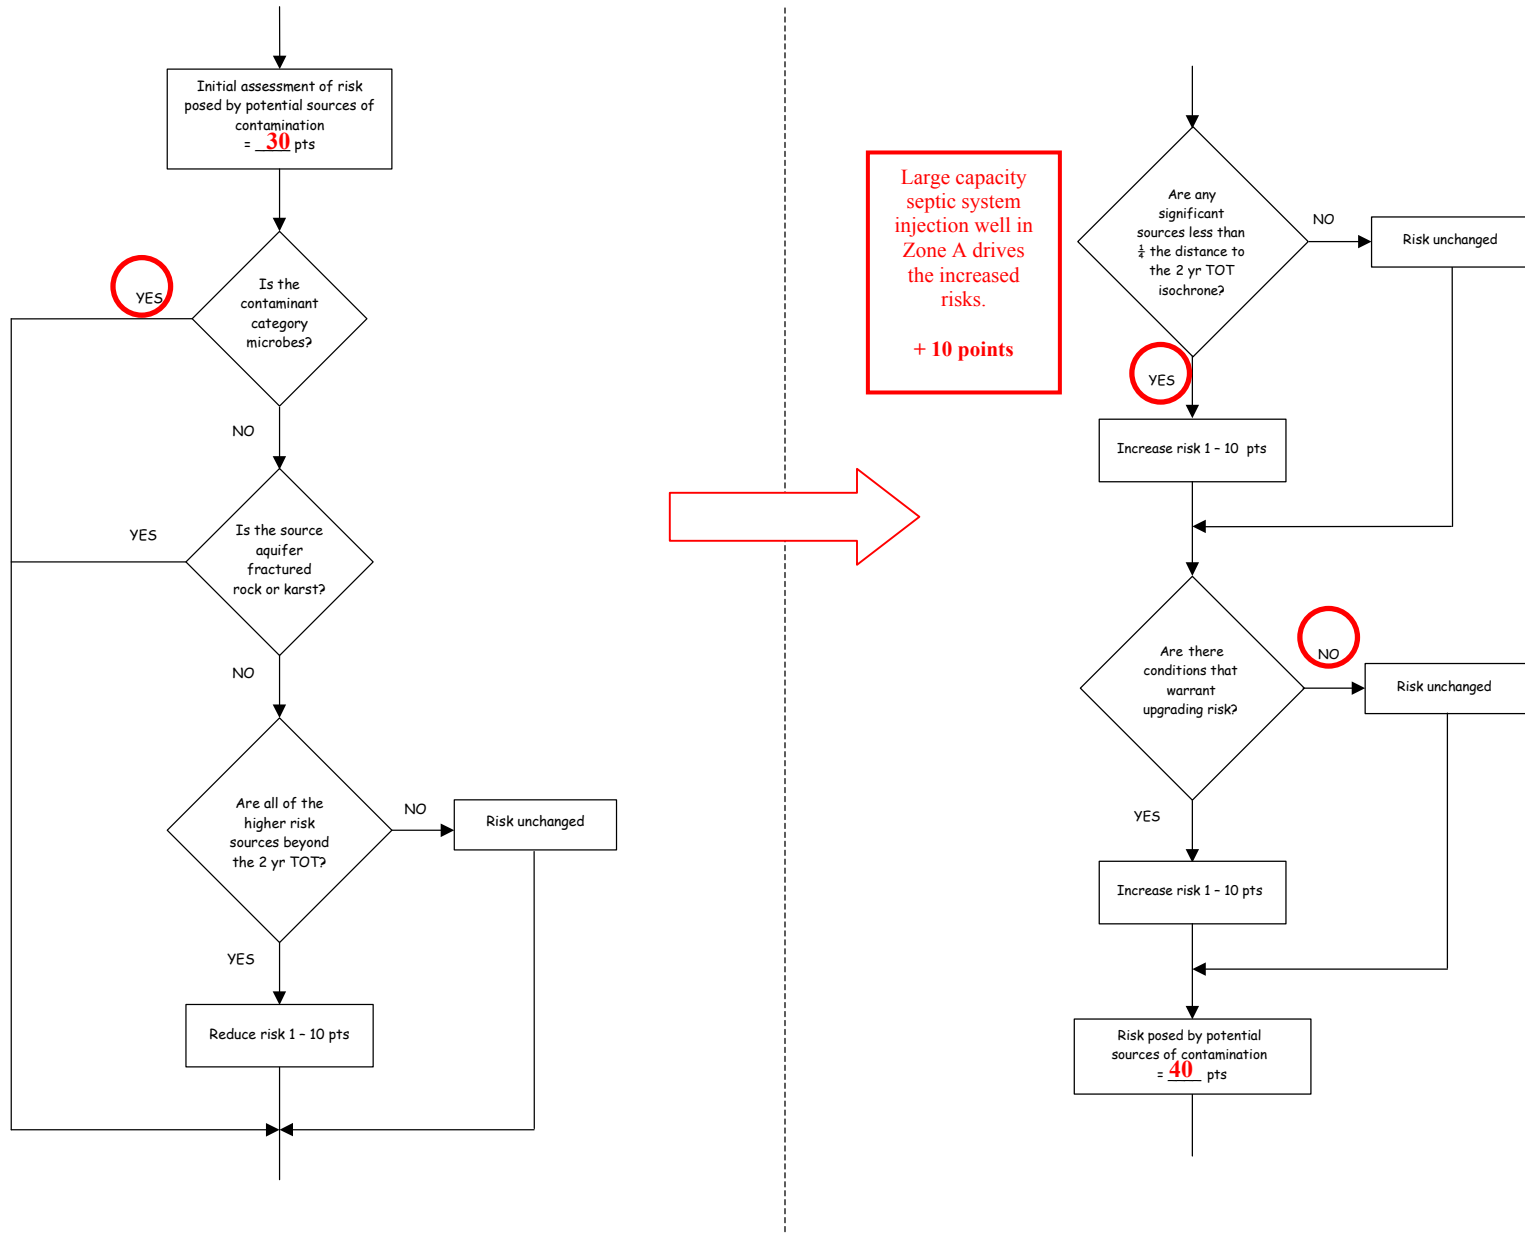 Initial assessment of risk
posed by potential sources of
contamination
= 30 pts
Is the
contaminant
category
microbes?
YES
NO
Is the source
aquifer
fractured
rock or karst?
YES
NO
Are all of the
higher risk
sources beyond
the 2 yr TOT?
NO
Risk unchanged
YES
Reduce risk 1 – 10 pts
Large capacity
septic system
injection well in
Zone A drives
the increased
risks.
+ 10 points
Are any
significant
sources less than
¼ the distance to
the 2 yr TOT
isochrone?
NO
Risk unchanged
YES
Increase risk 1 – 10 pts
Are there
conditions that
warrant
upgrading risk?
NO
Risk unchanged
YES
Increase risk 1 – 10 pts
Risk posed by potential
sources of contamination
= 40 pts